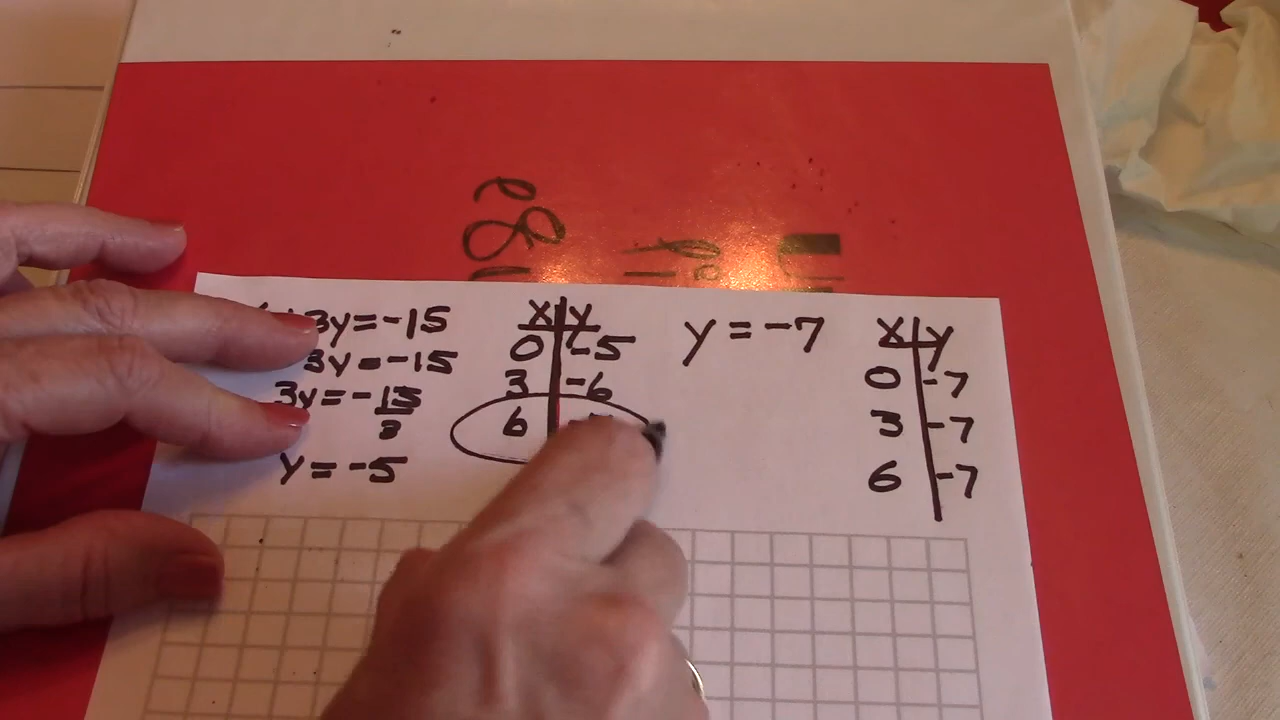 3y=-15
3y=-15
3y=-15/3
y=-5
x|y
0|-5
3|-6
6|
y=-7
x|y
0|-7
3|-7
6|-7